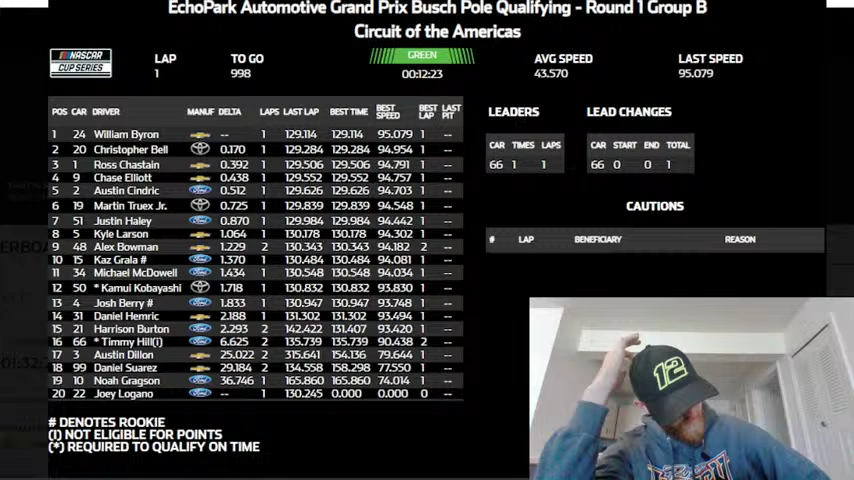 EchoPark Automotive Grand Prix Busch Pole Qualifying - Round 1 Group B
Circuit of the Americas
NASCAR
CUP SERIES
LAP
1
TO GO
998
GREEN
00:12:23
AVG SPEED
43.570
LAST SPEED
95.079
POS CAR DRIVER MANUF DELTA LAPS LAST LAP BEST TIME BEST SPEED BEST LAP LAST PIT
1 24 William Byron -- 1 129.114 129.114 95.079 1 --
2 20 Christopher Bell 0.170 1 129.284 129.284 94.954 1 --
3 1 Ross Chastain 0.392 1 129.506 129.506 94.791 1 --
4 9 Chase Elliott 0.438 1 129.552 129.552 94.757 1 --
5 2 Austin Cindric Ford 0.512 1 129.626 129.626 94.703 1 --
6 19 Martin Truex Jr. 0.725 1 129.839 129.839 94.548 1 --
7 51 Justin Haley Ford 0.870 1 129.984 129.984 94.442 1 --
8 5 Kyle Larson 1.064 1 130.178 130.178 94.302 1 --
9 48 Alex Bowman 1.229 2 130.343 130.343 94.182 2 --
10 15 Kaz Grala # Ford 1.370 1 130.484 130.484 94.081 1 --
11 34 Michael McDowell Ford 1.434 1 130.548 130.548 94.034 1 --
12 50 * Kamui Kobayashi 1.718 1 130.832 130.832 93.830 1 --
13 4 Josh Berry # Ford 1.833 1 130.947 130.947 93.748 1 --
14 31 Daniel Hemric 2.188 1 131.302 131.302 93.494 1 --
15 21 Harrison Burton Ford 2.293 2 142.422 131.407 93.420 1 --
16 66 * Timmy Hill(i) Ford 6.625 2 135.739 135.739 90.438 2 --
17 3 Austin Dillon 25.022 2 315.641 154.136 79.644 1 --
18 99 Daniel Suarez 29.184 2 134.558 158.298 77.550 1 --
19 10 Noah Gragson Ford 36.746 1 165.860 165.860 74.014 1 --
20 22 Joey Logano Ford -- 1 130.245 0.000 0.000 0 --
# DENOTES ROOKIE
(I) NOT ELIGIBLE FOR POINTS
(*) REQUIRED TO QUALIFY ON TIME
LEADERS
CAR TIMES LAPS
66 1 1
LEAD CHANGES
CAR START END TOTAL
66 0 0 1
CAUTIONS
# LAP BENEFICIARY REASON
12